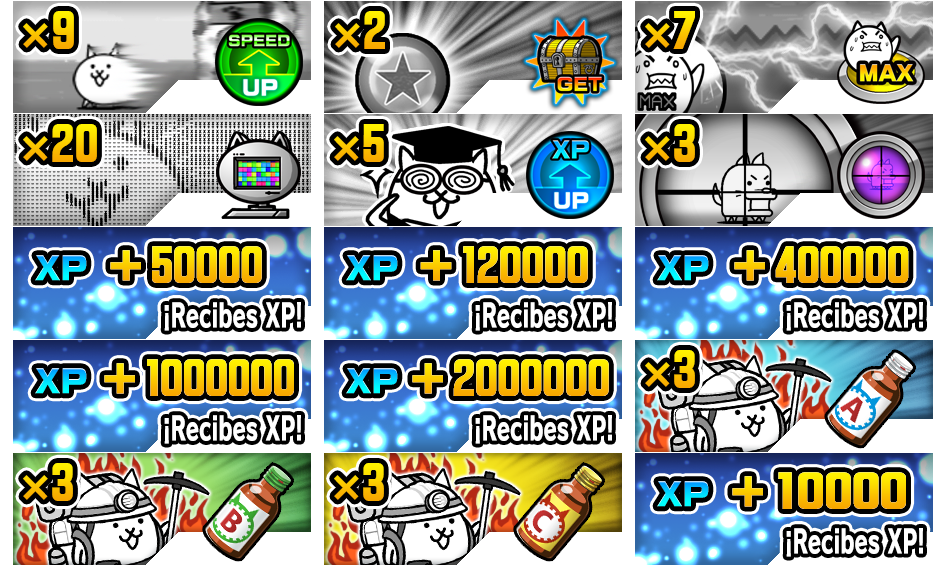 ×9
SPEED
UP
×2
GET
×7
MAX
MAX
×20
×5
XP
UP
×3
XP +50000
¡Recibes XP!
XP +120000
¡Recibes XP!
XP +400000
¡Recibes XP!
XP +1000000
¡Recibes XP!
XP +2000000
¡Recibes XP!
×3
A
×3
B
×3
C
XP +10000
¡Recibes XP!